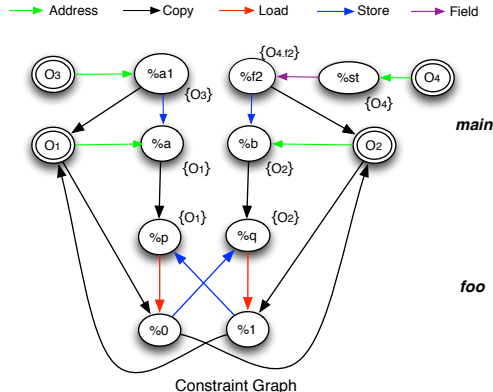 Address Copy Load Store Field
{O4.f2}
O3 %a1 %f2 %st O4
{O3} {O4}
main
O1 %a %b O2
{O1} {O2}
{O1} {O2}
%p %q
foo
%0 %1
Constraint Graph